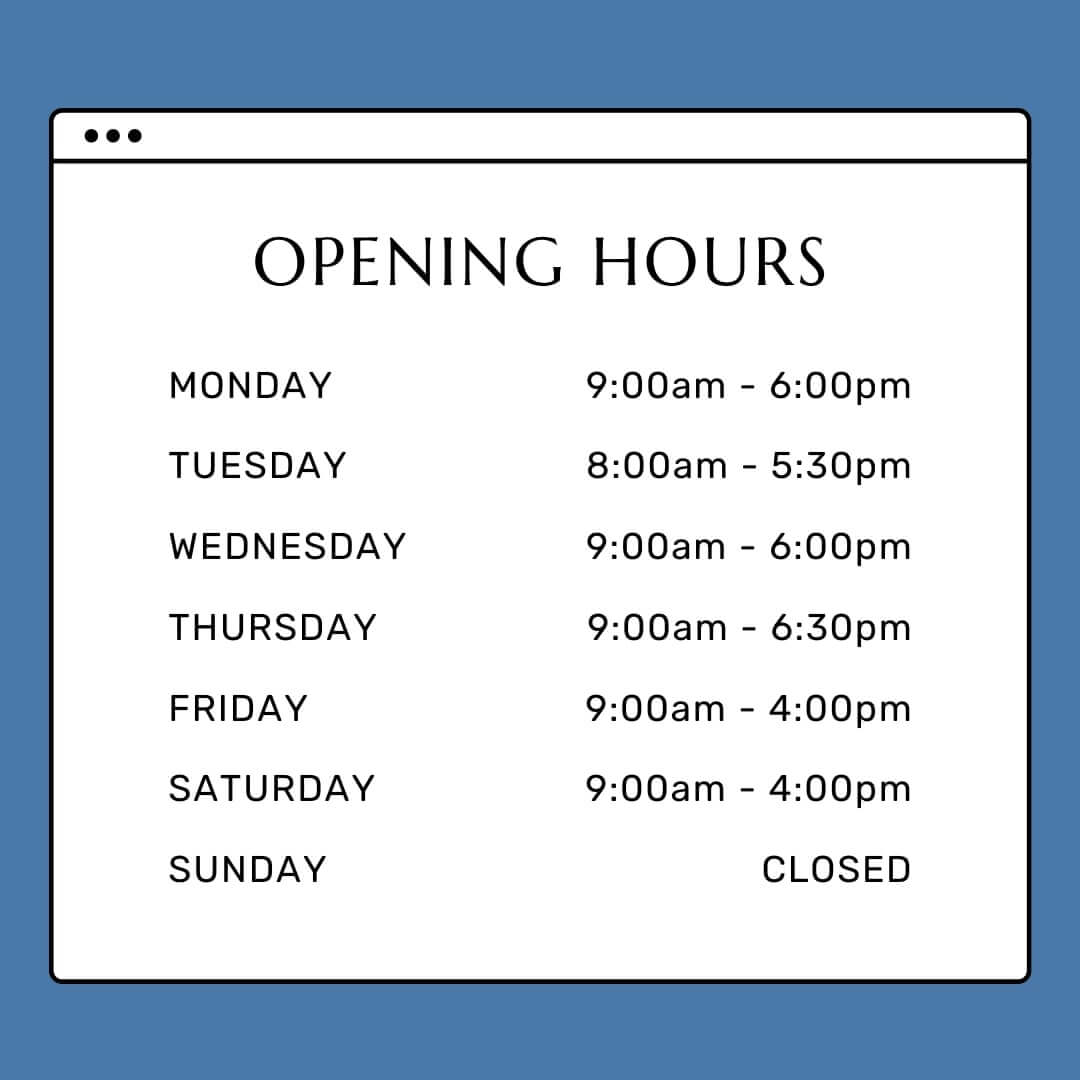 OPENING HOURS
MONDAY 9:00am - 6:00pm
TUESDAY 8:00am - 5:30pm
WEDNESDAY 9:00am - 6:00pm
THURSDAY 9:00am - 6:30pm
FRIDAY 9:00am - 4:00pm
SATURDAY 9:00am - 4:00pm
SUNDAY CLOSED